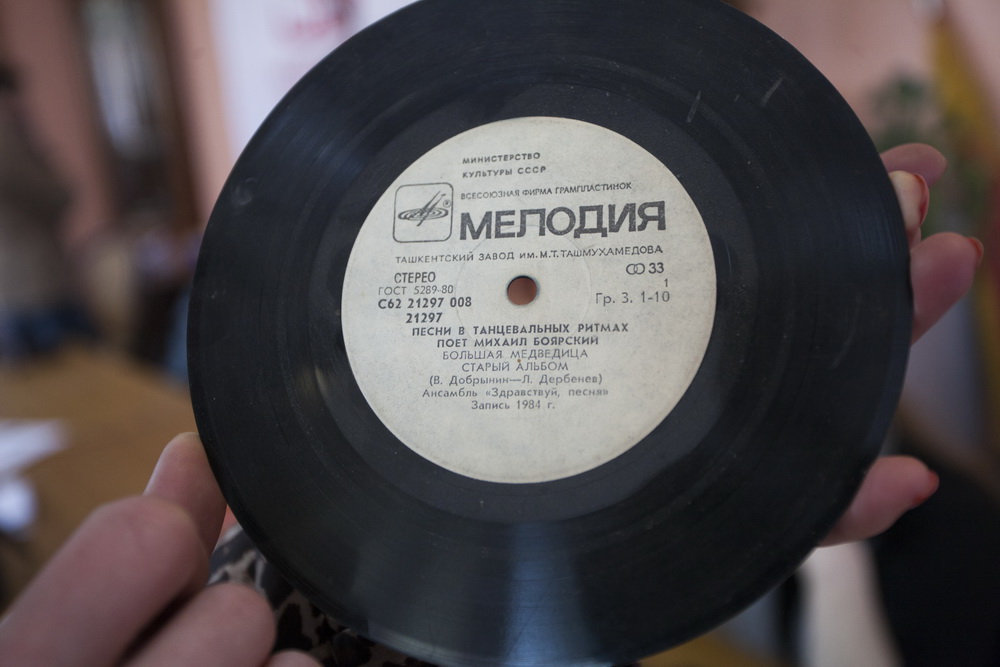 МИНИСТЕРСТВО
КУЛЬТУРЫ СССР
ВСЕСОЮЗНАЯ ФИРМА ГРАМПЛАСТИНОК
®
МЕЛОДИЯ
ТАШКЕНТСКИЙ ЗАВОД ИМ. М.Т. ТАШМУХАМЕДОВА
СТЕРЕО
33
ГОСТ 5289-80
1
С62 21297 008
Гр. 3. 1-10
21297
ПЕСНИ В ТАНЦЕВАЛЬНЫХ РИТМАХ
ПОЕТ МИХАИЛ БОЯРСКИЙ
БОЛЬШАЯ МЕДВЕДИЦА
СТАРЫЙ АЛЬБОМ
(В. Добрынин—Л. Дербенев)
Ансамбль «Здравствуй, песня»
Запись 1984 г.